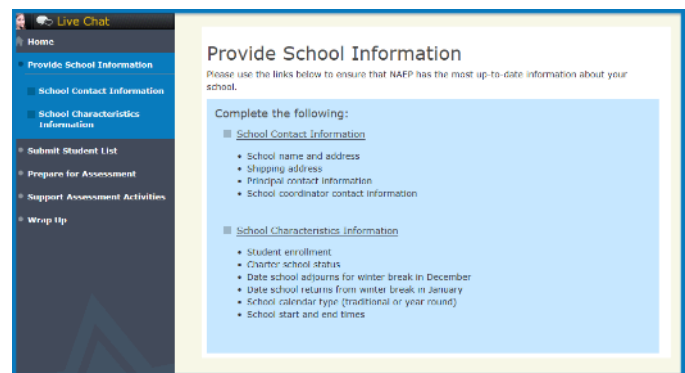 Live Chat
Home
Provide School Information
School Contact Information
School Characteristics
Information
Submit Student List
Prepare for Assessment
Support Assessment Activities
Wrap Up
Provide School Information
Please use the links below to ensure that NAEP has the most up-to-date information about your
school.
Complete the following:
School Contact Information
• School name and address
• Shipping address
• Principal contact information
• School coordinator contact information
School Characteristics Information
• Student enrollment
• Charter school status
• Date school adjourns for winter break in December
• Date school returns from winter break in January
• School calendar type (traditional or year round)
• School start and end times